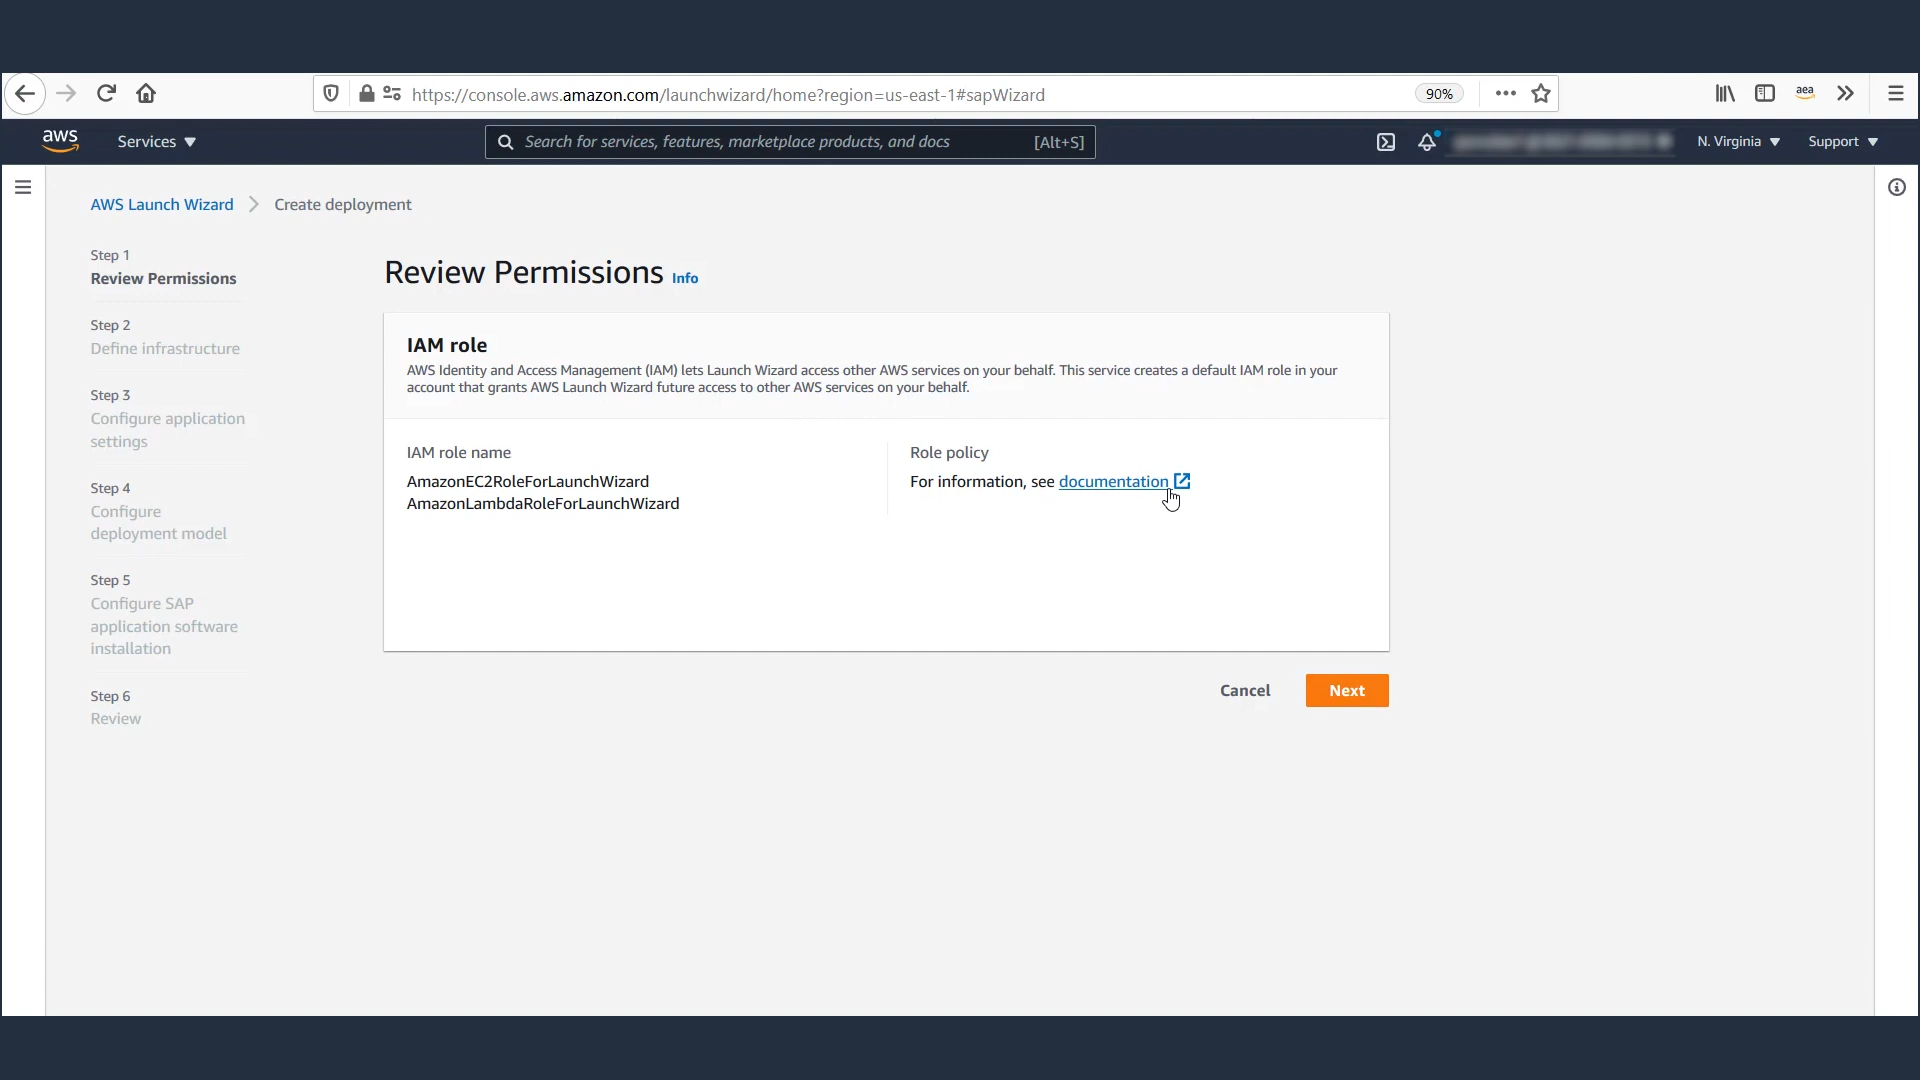 https://console.aws.amazon.com/launchwizard/home?region=us-east-1#sapWizard
90%
aea
aws
Services
Search for services, features, marketplace products, and docs
[Alt+S]
N. Virginia
Support
AWS Launch Wizard
Create deployment
Step 1
Review Permissions
Step 2
Define infrastructure
Step 3
Configure application
settings
Step 4
Configure
deployment model
Step 5
Configure SAP
application software
installation
Step 6
Review
Review Permissions Info
IAM role
AWS Identity and Access Management (IAM) lets Launch Wizard access other AWS services on your behalf. This service creates a default IAM role in your
account that grants AWS Launch Wizard future access to other AWS services on your behalf.
IAM role name
AmazonEC2RoleForLaunchWizard
AmazonLambdaRoleForLaunchWizard
Role policy
For information, see documentation
Cancel
Next